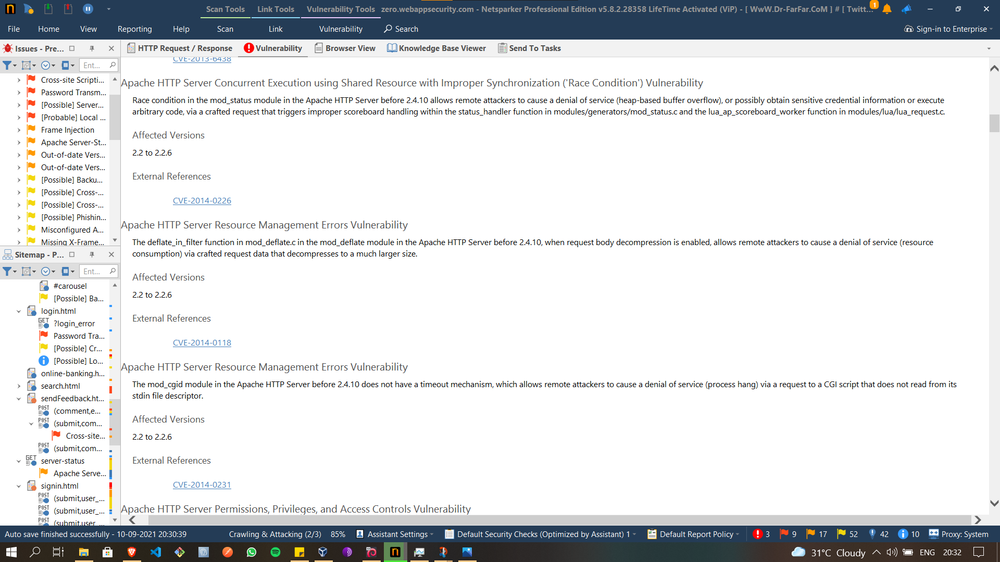 Scan Tools
Link Tools
Vulnerability Tools
zero.webappsecurity.com - Netsparker Professional Edition v5.8.2.28358 LifeTime Activated (ViP) - [ WwW.Dr-FarFar.CoM ] # [ Twitt...
1
File
Home
View
Reporting
Help
Scan
Link
Vulnerability
Search
Sign-in to Enterprise
Issues - Pre...
Ent...
Cross-site Scripti...
Password Transm...
[Possible] Server...
[Probable] Local ...
Frame Injection
Apache Server-St...
Out-of-date Vers...
Out-of-date Vers...
[Possible] Backu...
[Possible] Cross-...
[Possible] Cross-...
[Possible] Phishin...
Misconfigured A...
Missing X-Frame...
Sitemap - P...
Ent...
#carousel
[Possible] Ba...
login.html
GET
?login_error
Password Tra...
[Possible] Cr...
[Possible] Lo...
online-banking.h...
search.html
sendFeedback.ht...
POST
(comment,e...
POST
(submit,com...
Cross-site...
POST
(submit,com...
GET
server-status
Apache Serve...
signin.html
POST
(submit,user_...
POST
(submit,user_...
POST
(submit,user_...
HTTP Request / Response
Vulnerability
Browser View
Knowledge Base Viewer
Send To Tasks
CVE-2013-6438
Apache HTTP Server Concurrent Execution using Shared Resource with Improper Synchronization ('Race Condition') Vulnerability
Race condition in the mod_status module in the Apache HTTP Server before 2.4.10 allows remote attackers to cause a denial of service (heap-based buffer overflow), or possibly obtain sensitive credential information or execute
arbitrary code, via a crafted request that triggers improper scoreboard handling within the status_handler function in modules/generators/mod_status.c and the lua_ap_scoreboard_worker function in modules/lua/lua_request.c.
Affected Versions
2.2 to 2.2.6
External References
CVE-2014-0226
Apache HTTP Server Resource Management Errors Vulnerability
The deflate_in_filter function in mod_deflate.c in the mod_deflate module in the Apache HTTP Server before 2.4.10, when request body decompression is enabled, allows remote attackers to cause a denial of service (resource
consumption) via crafted request data that decompresses to a much larger size.
Affected Versions
2.2 to 2.2.6
External References
CVE-2014-0118
Apache HTTP Server Resource Management Errors Vulnerability
The mod_cgid module in the Apache HTTP Server before 2.4.10 does not have a timeout mechanism, which allows remote attackers to cause a denial of service (process hang) via a request to a CGI script that does not read from its
stdin file descriptor.
Affected Versions
2.2 to 2.2.6
External References
CVE-2014-0231
Apache HTTP Server Permissions, Privileges, and Access Controls Vulnerability
Auto save finished successfully - 10-09-2021 20:30:39
Crawling & Attacking (2/3)
85%
Assistant Settings
Default Security Checks (Optimized by Assistant) 1
Default Report Policy
3
9
17
52
42
10
Proxy: System
31°C Cloudy
ENG
20:32